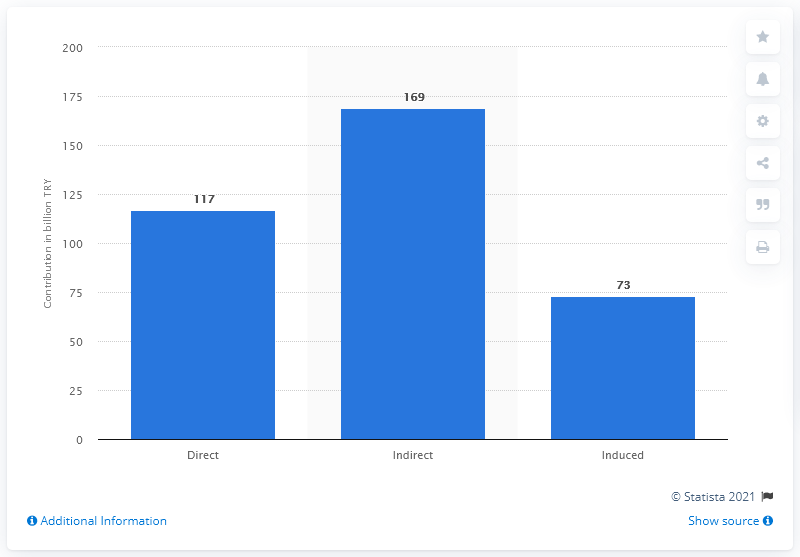 200
175
150
125
100
75
50
25
0
Contribution in billion TRY
117
169
73
Direct
Indirect
Induced
© Statista 2021
Additional Information
Show source